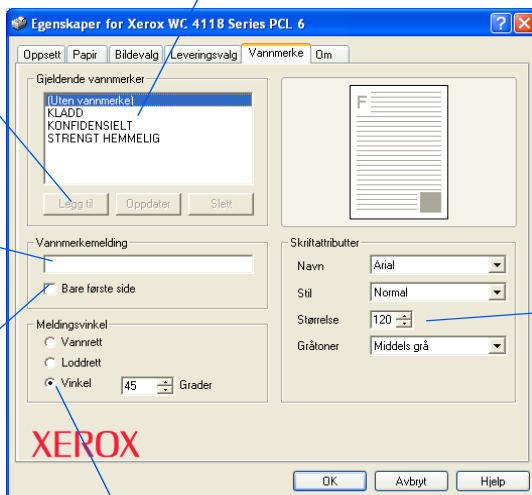 Egenskaper for Xerox WC 4118 Series PCL 6
Oppsett Papir Bildevalg Leveringsvalg Vannmerke Om
Gjeldende vannmerker
(Uten vannmerke)
KLADD
KONFIDENSIELT
STRENGT HEMMELIG
Legg til Oppdater Slett
F
Vannmerkemelding
Bare første side
Meldingsvinkel
Vannrett
Loddrett
Vinkel 45 Grader
Skriftattributter
Navn Arial
Stil Normal
Størrelse 120
Gråtoner Middels grå
XEROX
OK Avbryt Hjelp